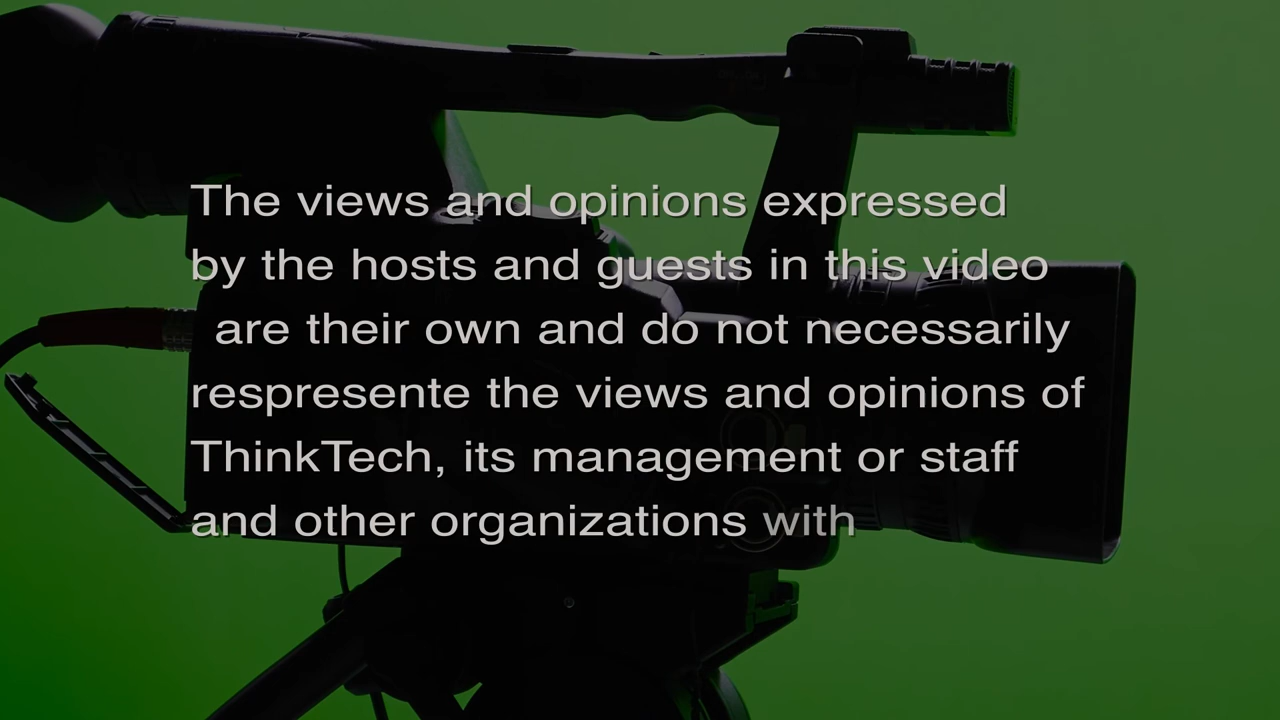 The views and opinions expressed
by the hosts and guests in this video
are their own and do not necessarily
respresente the views and opinions of
ThinkTech, its management or staff
and other organizations with